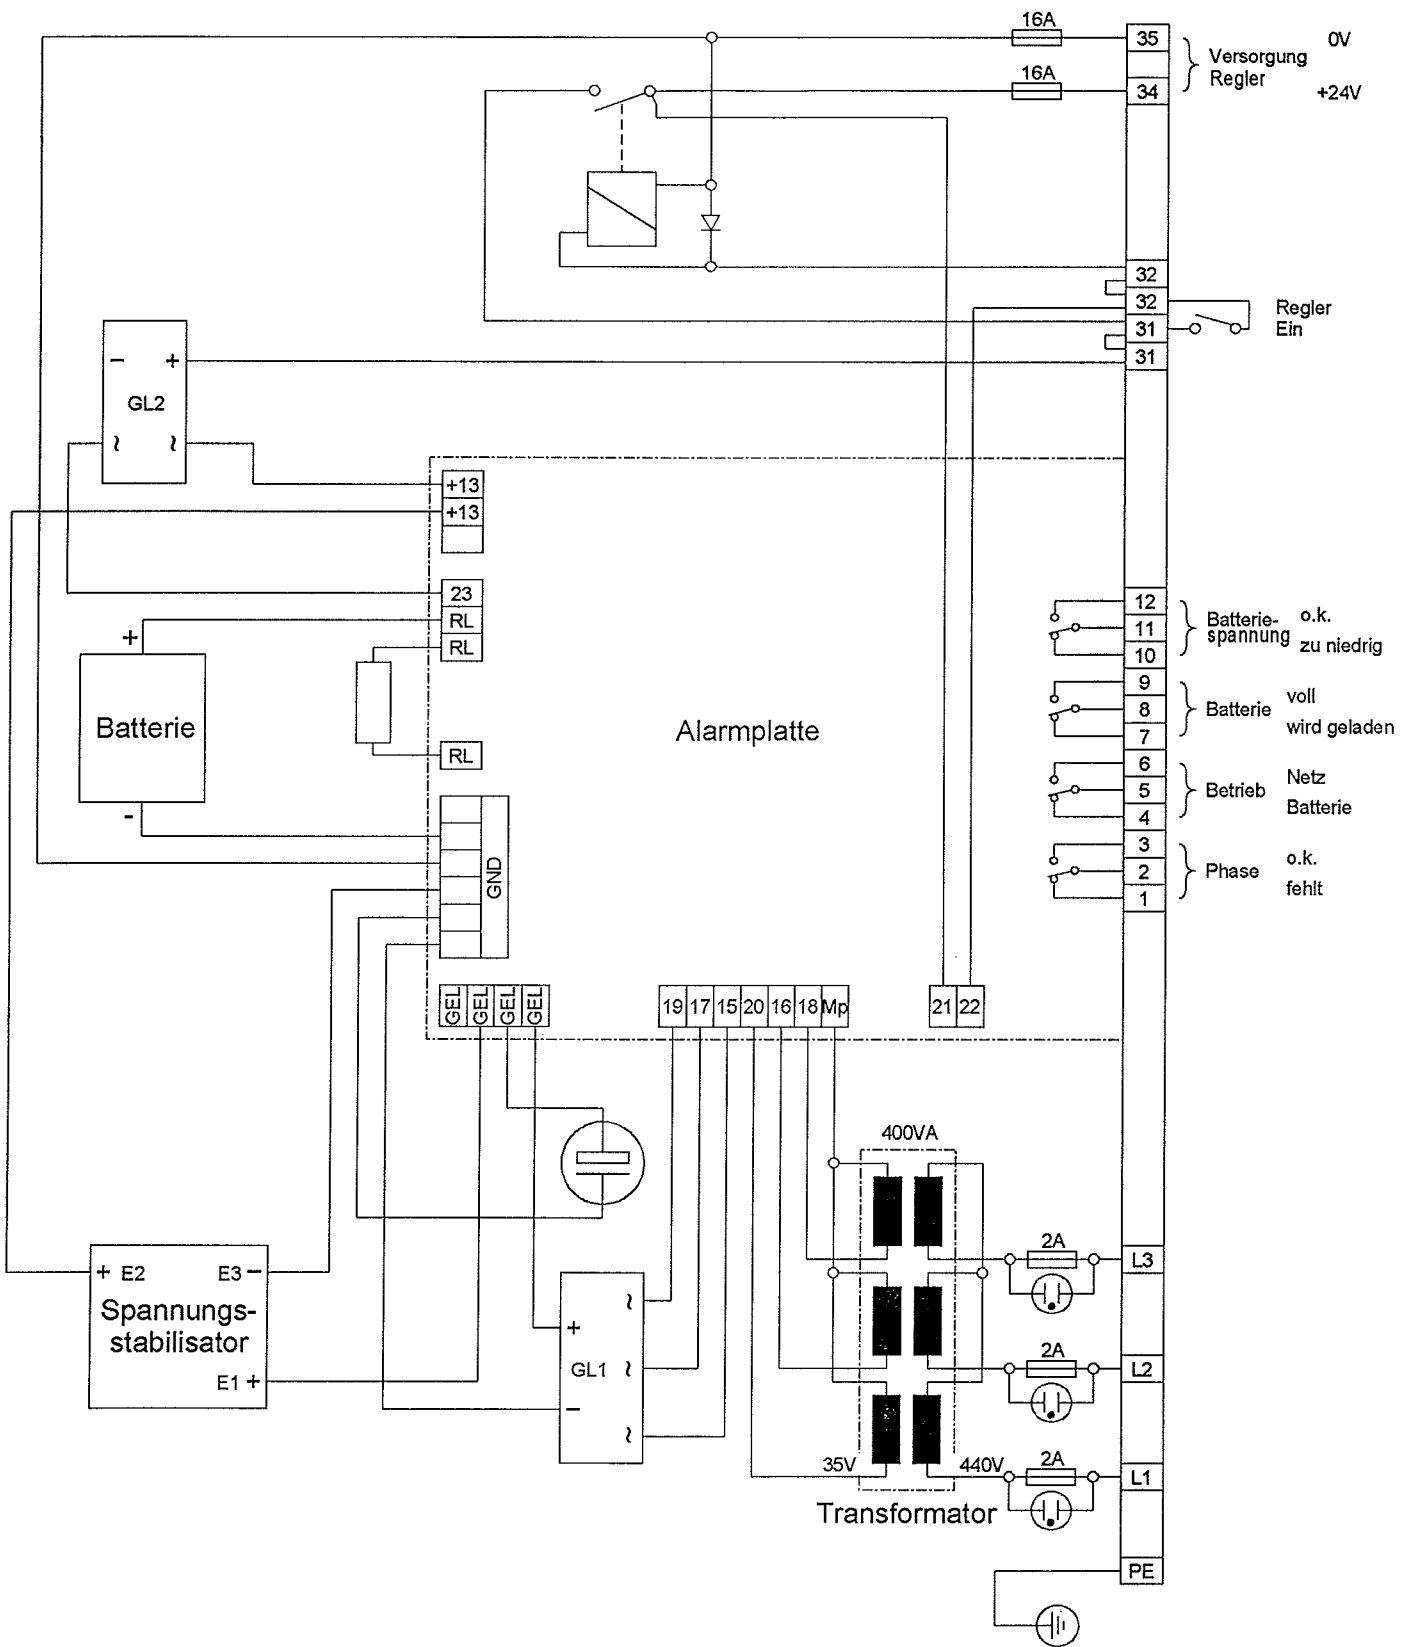 16A
35
0V
Versorgung
Regler
16A
34
+24V
32
32
Regler
31
Ein
31
− +
GL2
~ ~
+13
+13
23
RL
RL
+
Batterie
-
RL
Alarmplatte
12
11
10
Batterie-
spannung
o.k.
zu niedrig
9
8
7
Batterie
voll
wird geladen
6
5
4
Betrieb
Netz
Batterie
3
2
1
Phase
o.k.
fehlt
GND
GEL GEL GEL GEL
19 17 15 20 16 18 Mp
21 22
400VA
2A
L3
+ E2 E3 −
Spannungs-
stabilisator
E1 +
~
+
GL1 ~
−
~
2A
L2
35V
440V
2A
L1
Transformator
PE